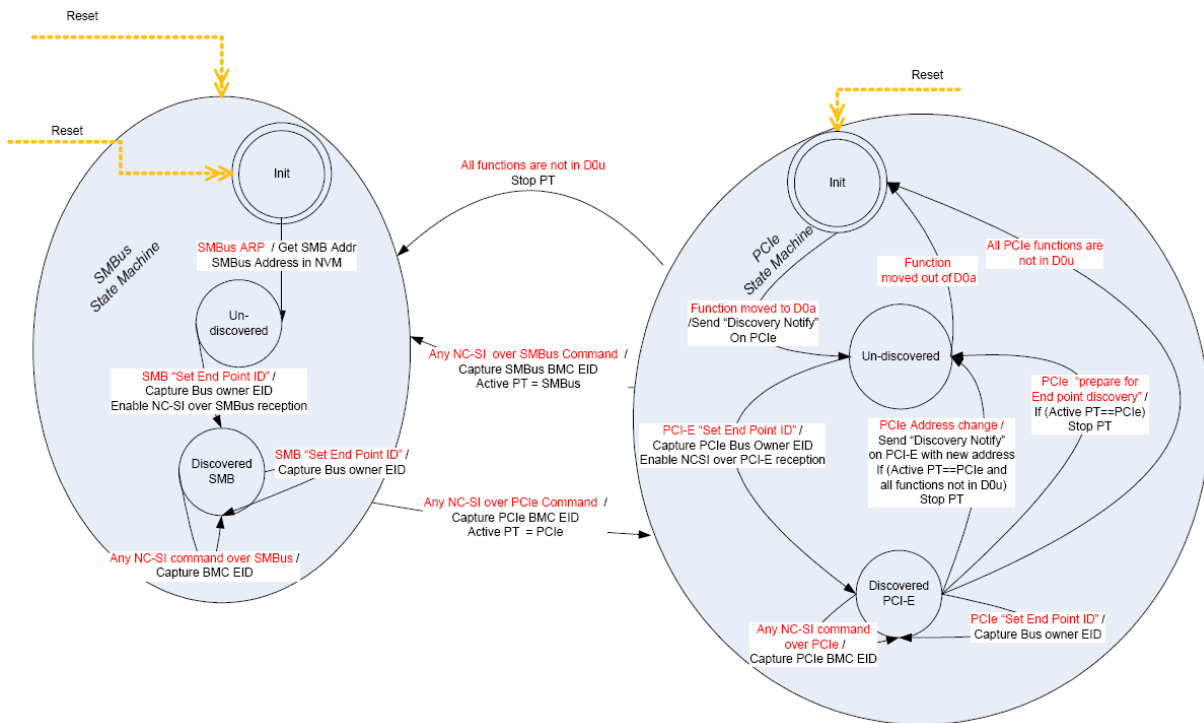 Reset
Reset
Init
SMBus ARP / Get SMB Addr
SMBus Address in NVM
SMBus
State Machine
Un-
discovered
SMB “Set End Point ID” /
Capture Bus owner EID
Enable NC-SI over SMBus reception
Discovered
SMB
SMB “Set End Point ID” /
Capture Bus owner EID
Any NC-SI command over SMBus /
Capture BMC EID
All functions are not in D0u
Stop PT
Any NC-SI over SMBus Command /
Capture SMBus BMC EID
Active PT = SMBus
Any NC-SI over PCIe Command /
Capture PCIe BMC EID
Active PT = PCIe
Reset
Init
PCIe
State Machine
Function
moved out of D0a
All PCIe functions are
not in D0u
Function moved to D0a
/Send “Discovery Notify”
On PCIe
Un-discovered
PCI-E “Set End Point ID” /
Capture PCIe Bus Owner EID
Enable NCSI over PCI-E reception
PCIe Address change /
Send “Discovery Notify”
on PCI-E with new address
If (Active PT==PCIe and
all functions not in D0u)
Stop PT
PCIe “prepare for
End point discovery” /
If (Active PT==PCIe)
Stop PT
Discovered
PCI-E
Any NC-SI command
over PCIe /
Capture PCIe BMC EID
PCIe “Set End Point ID” /
Capture Bus owner EID